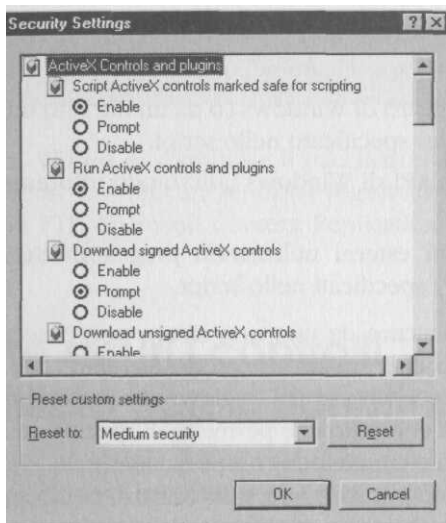 Security Settings
ActiveX Controls and plugins
Script ActiveX controls marked safe for scripting
Enable
Prompt
Disable
Run ActiveX controls and plugins
Enable
Prompt
Disable
Download signed ActiveX controls
Enable
Prompt
Disable
Download unsigned ActiveX controls
Enable
Reset custom settings
Reset to: Medium security Reset
OK Cancel